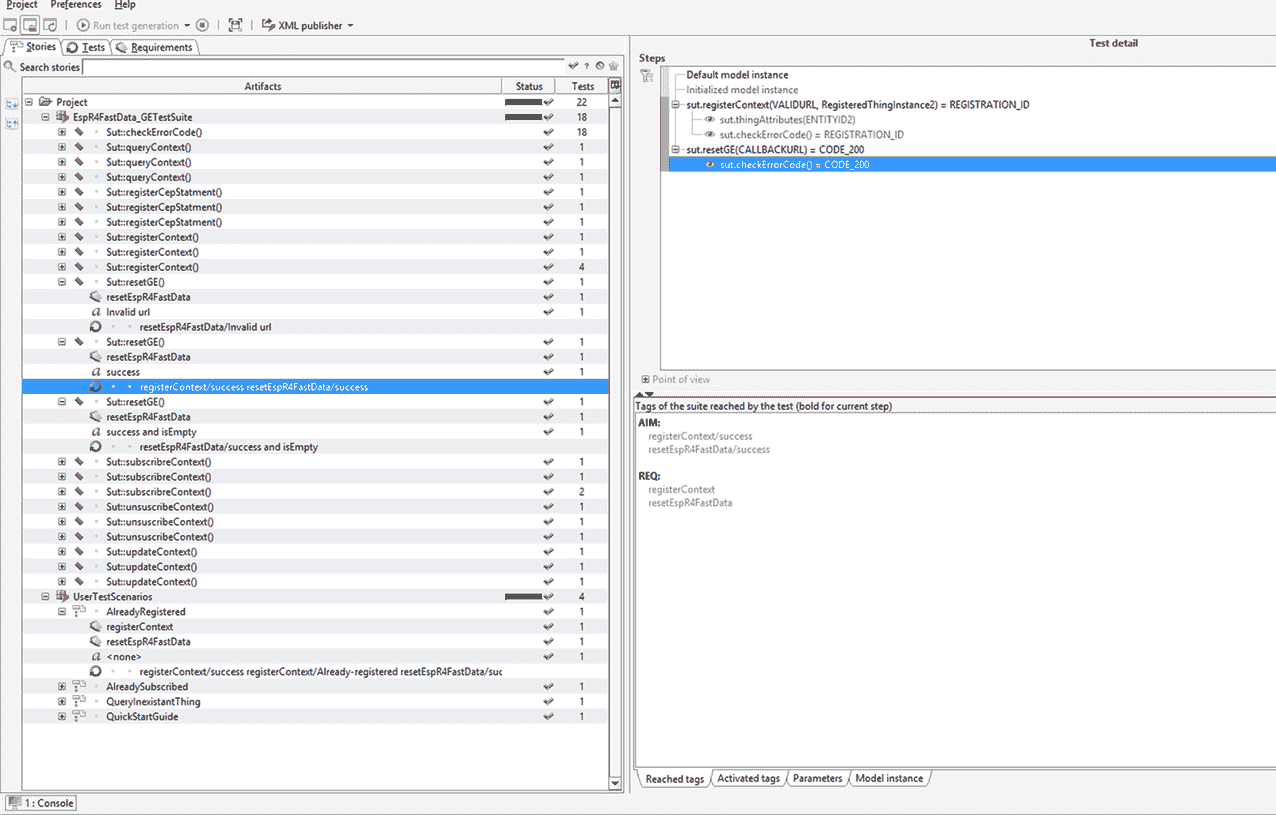 Project Preferences Help
Run test generation XML publisher
Stories Tests Requirements
Search stories ?
Artifacts Status Tests
Project 22
EspR4FastData_GETestSuite 18
Sut::checkErrorCode() 18
Sut::queryContext() 1
Sut::queryContext() 1
Sut::queryContext() 1
Sut::registerCepStatment() 1
Sut::registerCepStatment() 1
Sut::registerCepStatment() 1
Sut::registerContext() 1
Sut::registerContext() 1
Sut::registerContext() 4
Sut::resetGE() 1
resetEspR4FastData 1
a Invalid url 1
resetEspR4FastData/Invalid url
Sut::resetGE() 1
resetEspR4FastData 1
a success 1
registerContext/success resetEspR4FastData/success
Sut::resetGE() 1
resetEspR4FastData 1
a success and isEmpty 1
resetEspR4FastData/success and isEmpty
Sut::subscribreContext() 1
Sut::subscribreContext() 1
Sut::subscribreContext() 2
Sut::unsuscribeContext() 1
Sut::unsuscribeContext() 1
Sut::unsuscribeContext() 1
Sut::updateContext() 1
Sut::updateContext() 1
Sut::updateContext() 1
UserTestScenarios 4
AlreadyRegistered 1
registerContext 1
resetEspR4FastData 1
a <none> 1
registerContext/success registerContext/Already-registered resetEspR4FastData/suc
AlreadySubscribed 1
QueryInexistantThing 1
QuickStartGuide 1
1 : Console
Test detail
Steps
Default model instance
Initialized model instance
sut.registerContext(VALIDURL, RegisteredThingInstance2) = REGISTRATION_ID
sut.thingAttributes(ENTITYID2)
sut.checkErrorCode() = REGISTRATION_ID
sut.resetGE(CALLBACKURL) = CODE_200
sut.checkErrorCode() = CODE_200
Point of view
Tags of the suite reached by the test (bold for current step)
AIM:
registerContext/success
resetEspR4FastData/success
REQ:
registerContext
resetEspR4FastData
Reached tags Activated tags Parameters Model instance